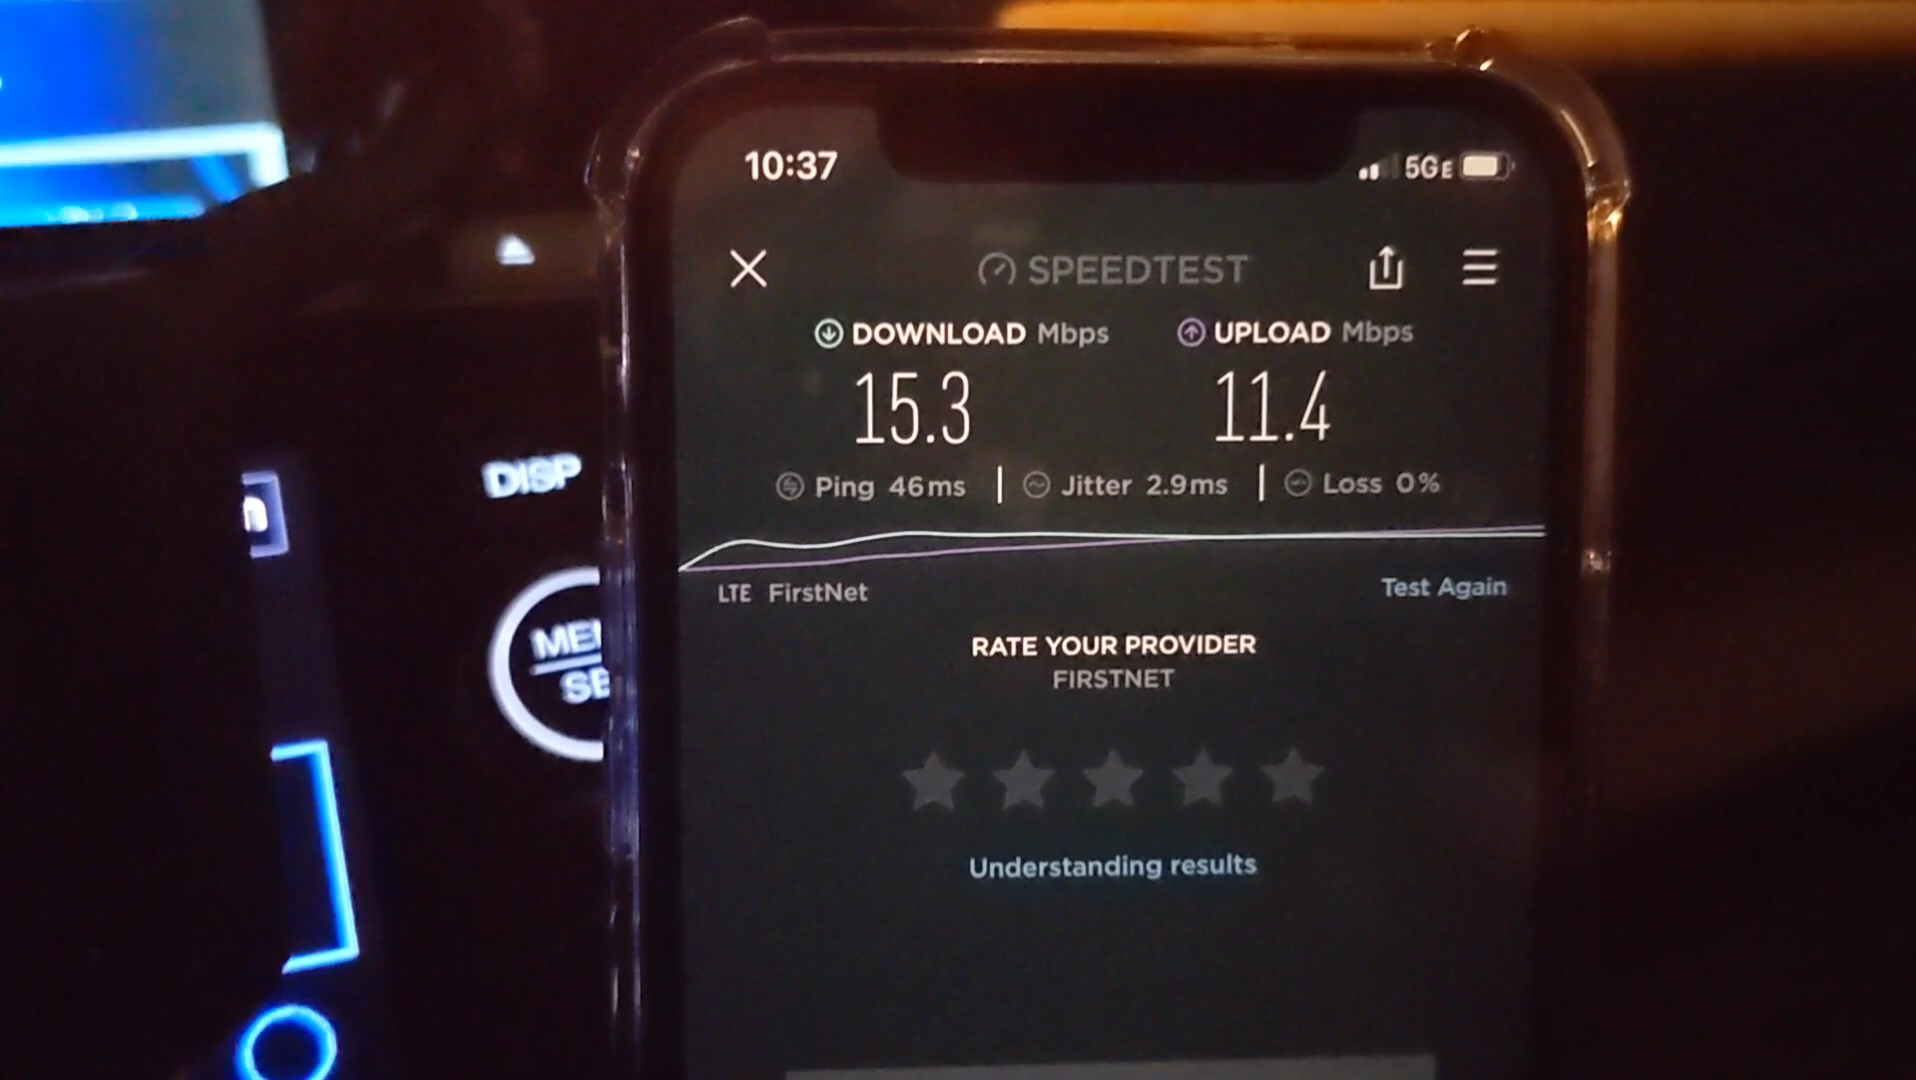 10:37 5GE
SPEEDTEST
DOWNLOAD Mbps UPLOAD Mbps
15.3 11.4
Ping 46ms Jitter 2.9ms Loss 0%
LTE FirstNet Test Again
RATE YOUR PROVIDER
FIRSTNET
Understanding results
DISP